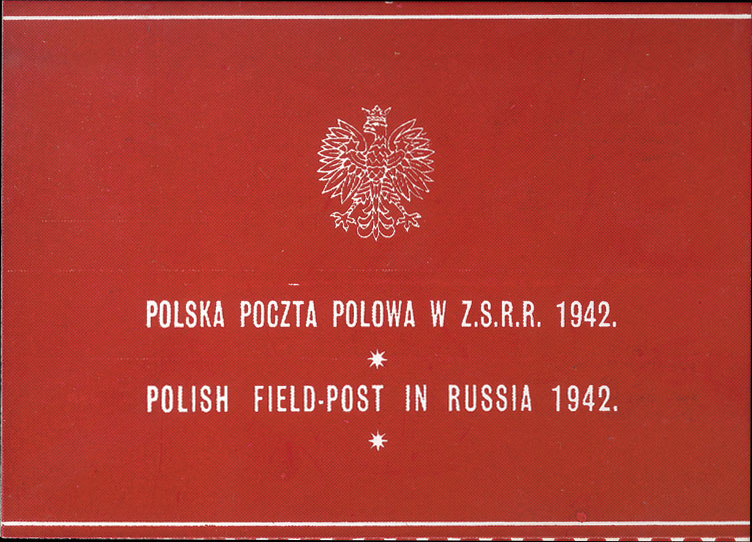 POLSKA POCZTA POLOWA W Z.S.R.R. 1942.
POLISH FIELD-POST IN RUSSIA 1942.